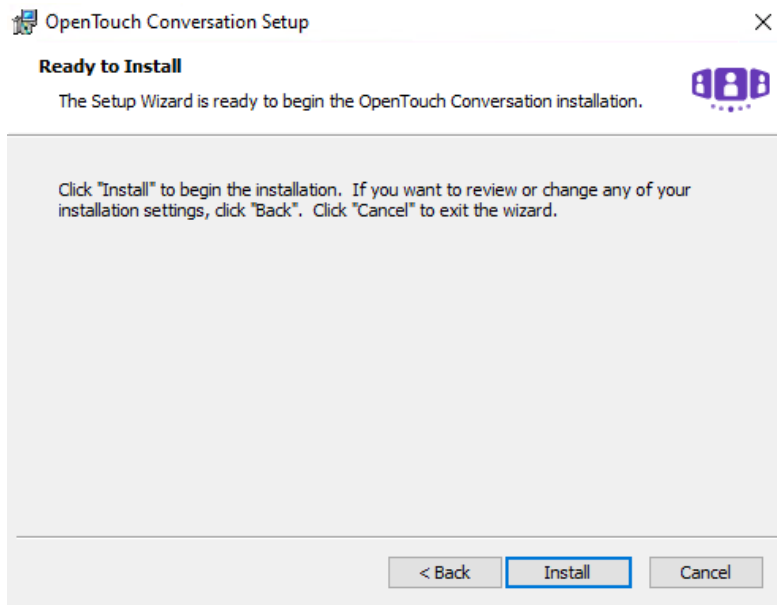 OpenTouch Conversation Setup
Ready to Install
The Setup Wizard is ready to begin the OpenTouch Conversation installation.
Click "Install" to begin the installation. If you want to review or change any of your
installation settings, click "Back". Click "Cancel" to exit the wizard.
< Back Install Cancel